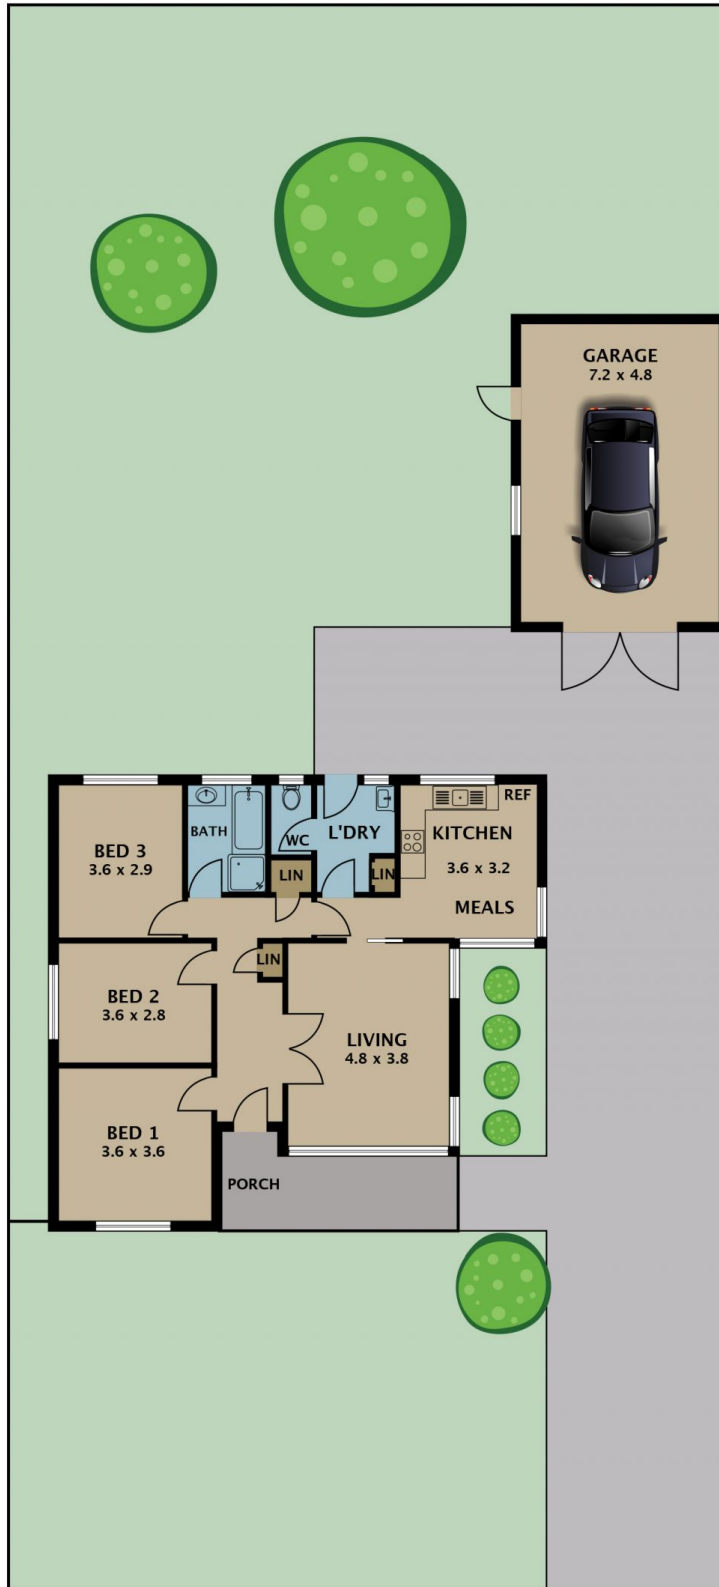 GARAGE
7.2 x 4.8
REF
BATH
WC
L'DRY
KITCHEN
BED 3
3.6 x 2.9
LIN
LIN
3.6 x 3.2
MEALS
LIN
BED 2
3.6 x 2.8
LIVING
4.8 x 3.8
BED 1
3.6 x 3.6
PORCH